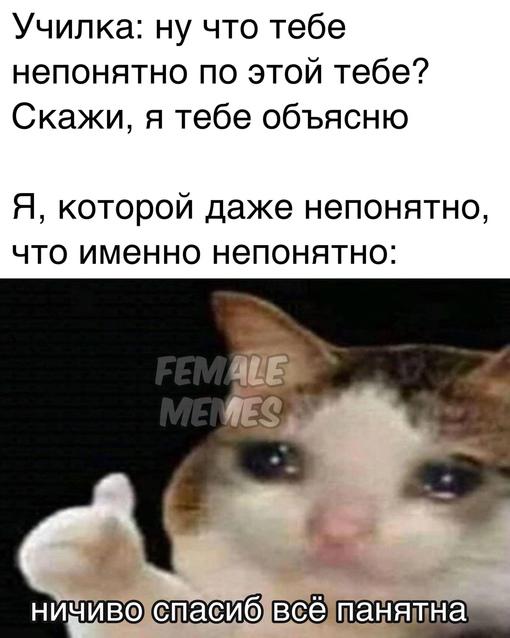 Училка: ну что тебе
непонятно по этой тебе?
Скажи, я тебе объясню
Я, которой даже непонятно,
что именно непонятно:
FEMALE
MEMES
ничиво спасиб всё панятна